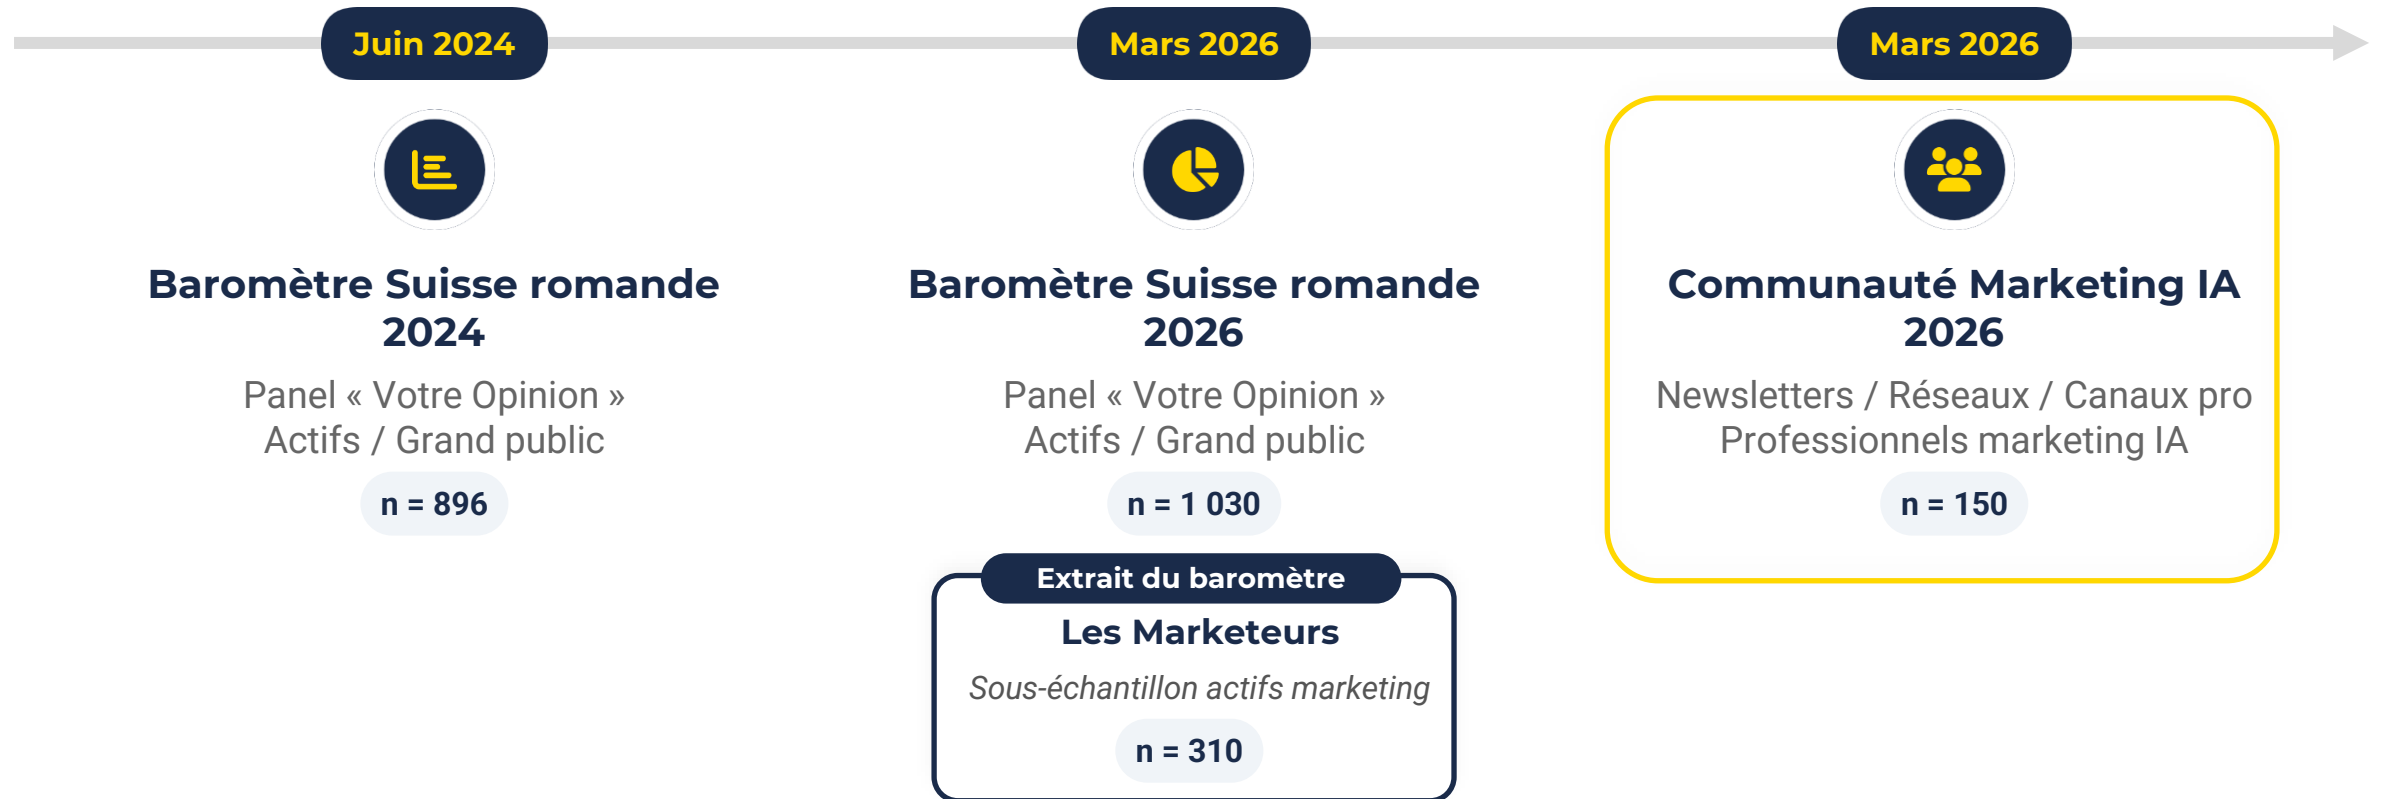 Juin 2024
Baromètre Suisse romande
2024
Panel « Votre Opinion »
Actifs / Grand public
n = 896
Mars 2026
Baromètre Suisse romande
2026
Panel « Votre Opinion »
Actifs / Grand public
n = 1 030
Extrait du baromètre
Les Marketeurs
Sous-échantillon actifs marketing
n = 310
Mars 2026
Communauté Marketing IA
2026
Newsletters / Réseaux / Canaux pro
Professionnels marketing IA
n = 150